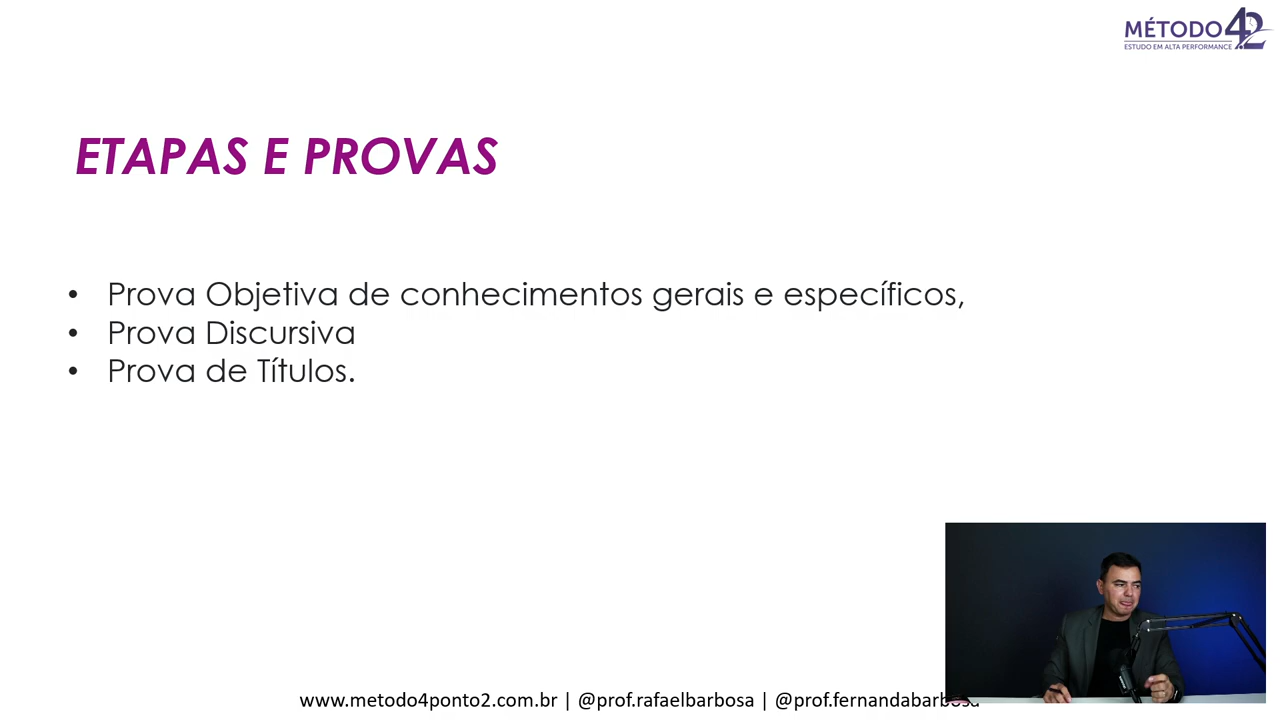 MÉTODO 4.2
ESTUDO EM ALTA PERFORMANCE
ETAPAS E PROVAS
• Prova Objetiva de conhecimentos gerais e específicos,
• Prova Discursiva
• Prova de Títulos.
www.metodo4ponto2.com.br | @prof.rafaelbarbosa | @prof.fernandabarbosa